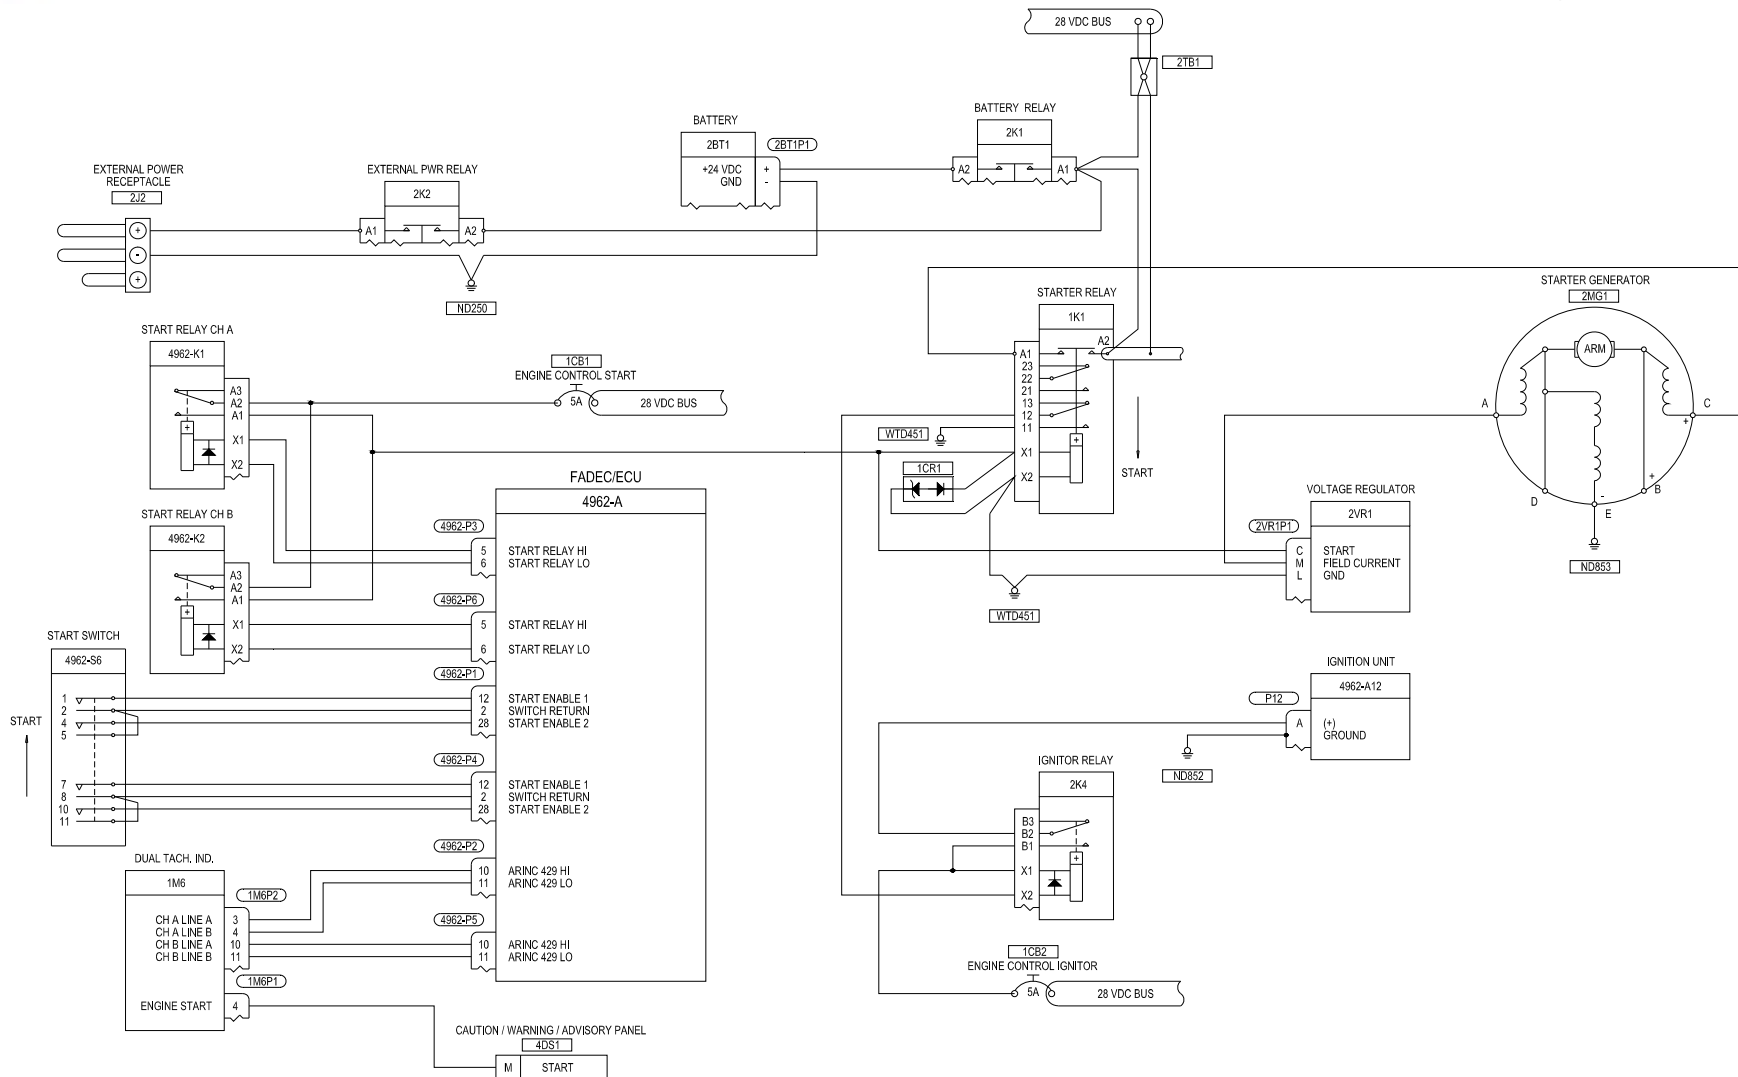 28 VDC BUS
2TB1
BATTERY RELAY
2K1
A2
A1
BATTERY
2BT1
2BT1P1
+24 VDC
+
GND
-
EXTERNAL POWER
RECEPTACLE
2J2
+
-
+
EXTERNAL PWR RELAY
2K2
A1
A2
ND250
STARTER RELAY
1K1
A2
A1
23
22
21
13
12
11
X1
X2
+
START
WTD451
1CR1
WTD451
STARTER GENERATOR
2MG1
ARM
A
C
+
D
E
-
B
+
ND853
START RELAY CH A
4962-K1
A3
A2
A1
X1
X2
+
1CB1
ENGINE CONTROL START
5A
28 VDC BUS
START RELAY CH B
4962-K2
A3
A2
A1
X1
X2
+
FADEC/ECU
4962-A
4962-P3
5 START RELAY HI
6 START RELAY LO
4962-P6
5 START RELAY HI
6 START RELAY LO
4962-P1
12 START ENABLE 1
2 SWITCH RETURN
28 START ENABLE 2
4962-P4
12 START ENABLE 1
2 SWITCH RETURN
28 START ENABLE 2
4962-P2
10 ARINC 429 HI
11 ARINC 429 LO
4962-P5
10 ARINC 429 HI
11 ARINC 429 LO
VOLTAGE REGULATOR
2VR1
2VR1P1
C START
M FIELD CURRENT
L GND
START SWITCH
4962-S6
START
1
2
4
5
7
8
10
11
IGNITION UNIT
4962-A12
P12
A (+)
GROUND
ND852
IGNITOR RELAY
2K4
B3
B2
B1
X1
X2
+
1CB2
ENGINE CONTROL IGNITOR
5A
28 VDC BUS
DUAL TACH. IND.
1M6
1M6P2
CH A LINE A 3
CH A LINE B 4
CH B LINE A 10
CH B LINE B 11
1M6P1
ENGINE START 4
CAUTION / WARNING / ADVISORY PANEL
4DS1
M START